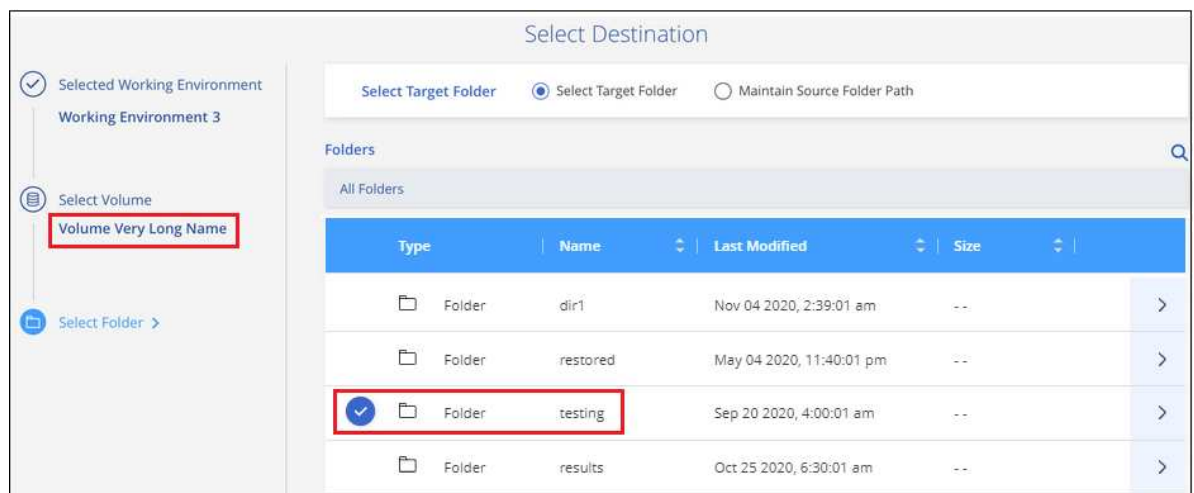 Select Destination
Selected Working Environment
Working Environment 3
Select Volume
Volume Very Long Name
Select Folder >
Select Target Folder Select Target Folder Maintain Source Folder Path
Folders
All Folders
Type Name Last Modified Size
Folder dir1 Nov 04 2020, 2:39:01 am - -
Folder restored May 04 2020, 11:40:01 pm - -
Folder testing Sep 20 2020, 4:00:01 am - -
Folder results Oct 25 2020, 6:30:01 am - -